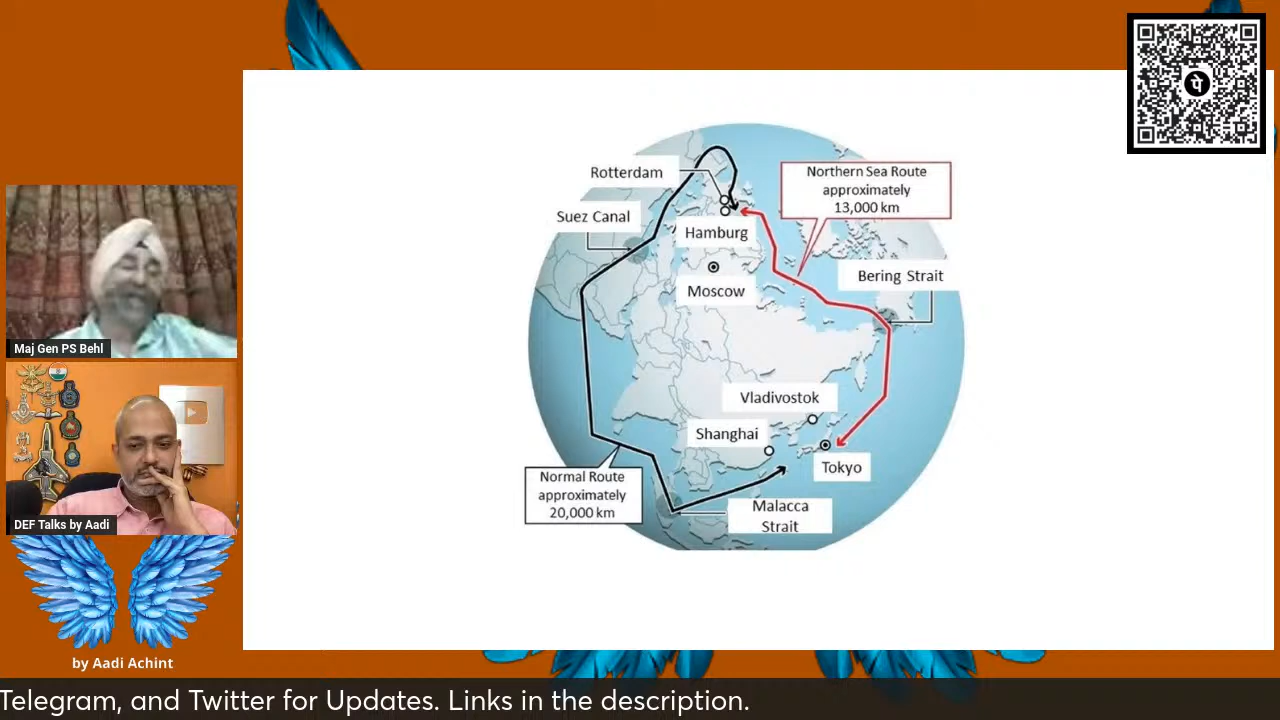 Rotterdam
Northern Sea Route
approximately
13,000 km
Suez Canal
Hamburg
Bering Strait
Moscow
Maj Gen PS Behl
Vladivostok
Shanghai
Tokyo
Normal Route
approximately
20,000 km
Malacca
Strait
DEF Talks by Aadi
by Aadi Achint
Telegram, and Twitter for Updates. Links in the description.
पे